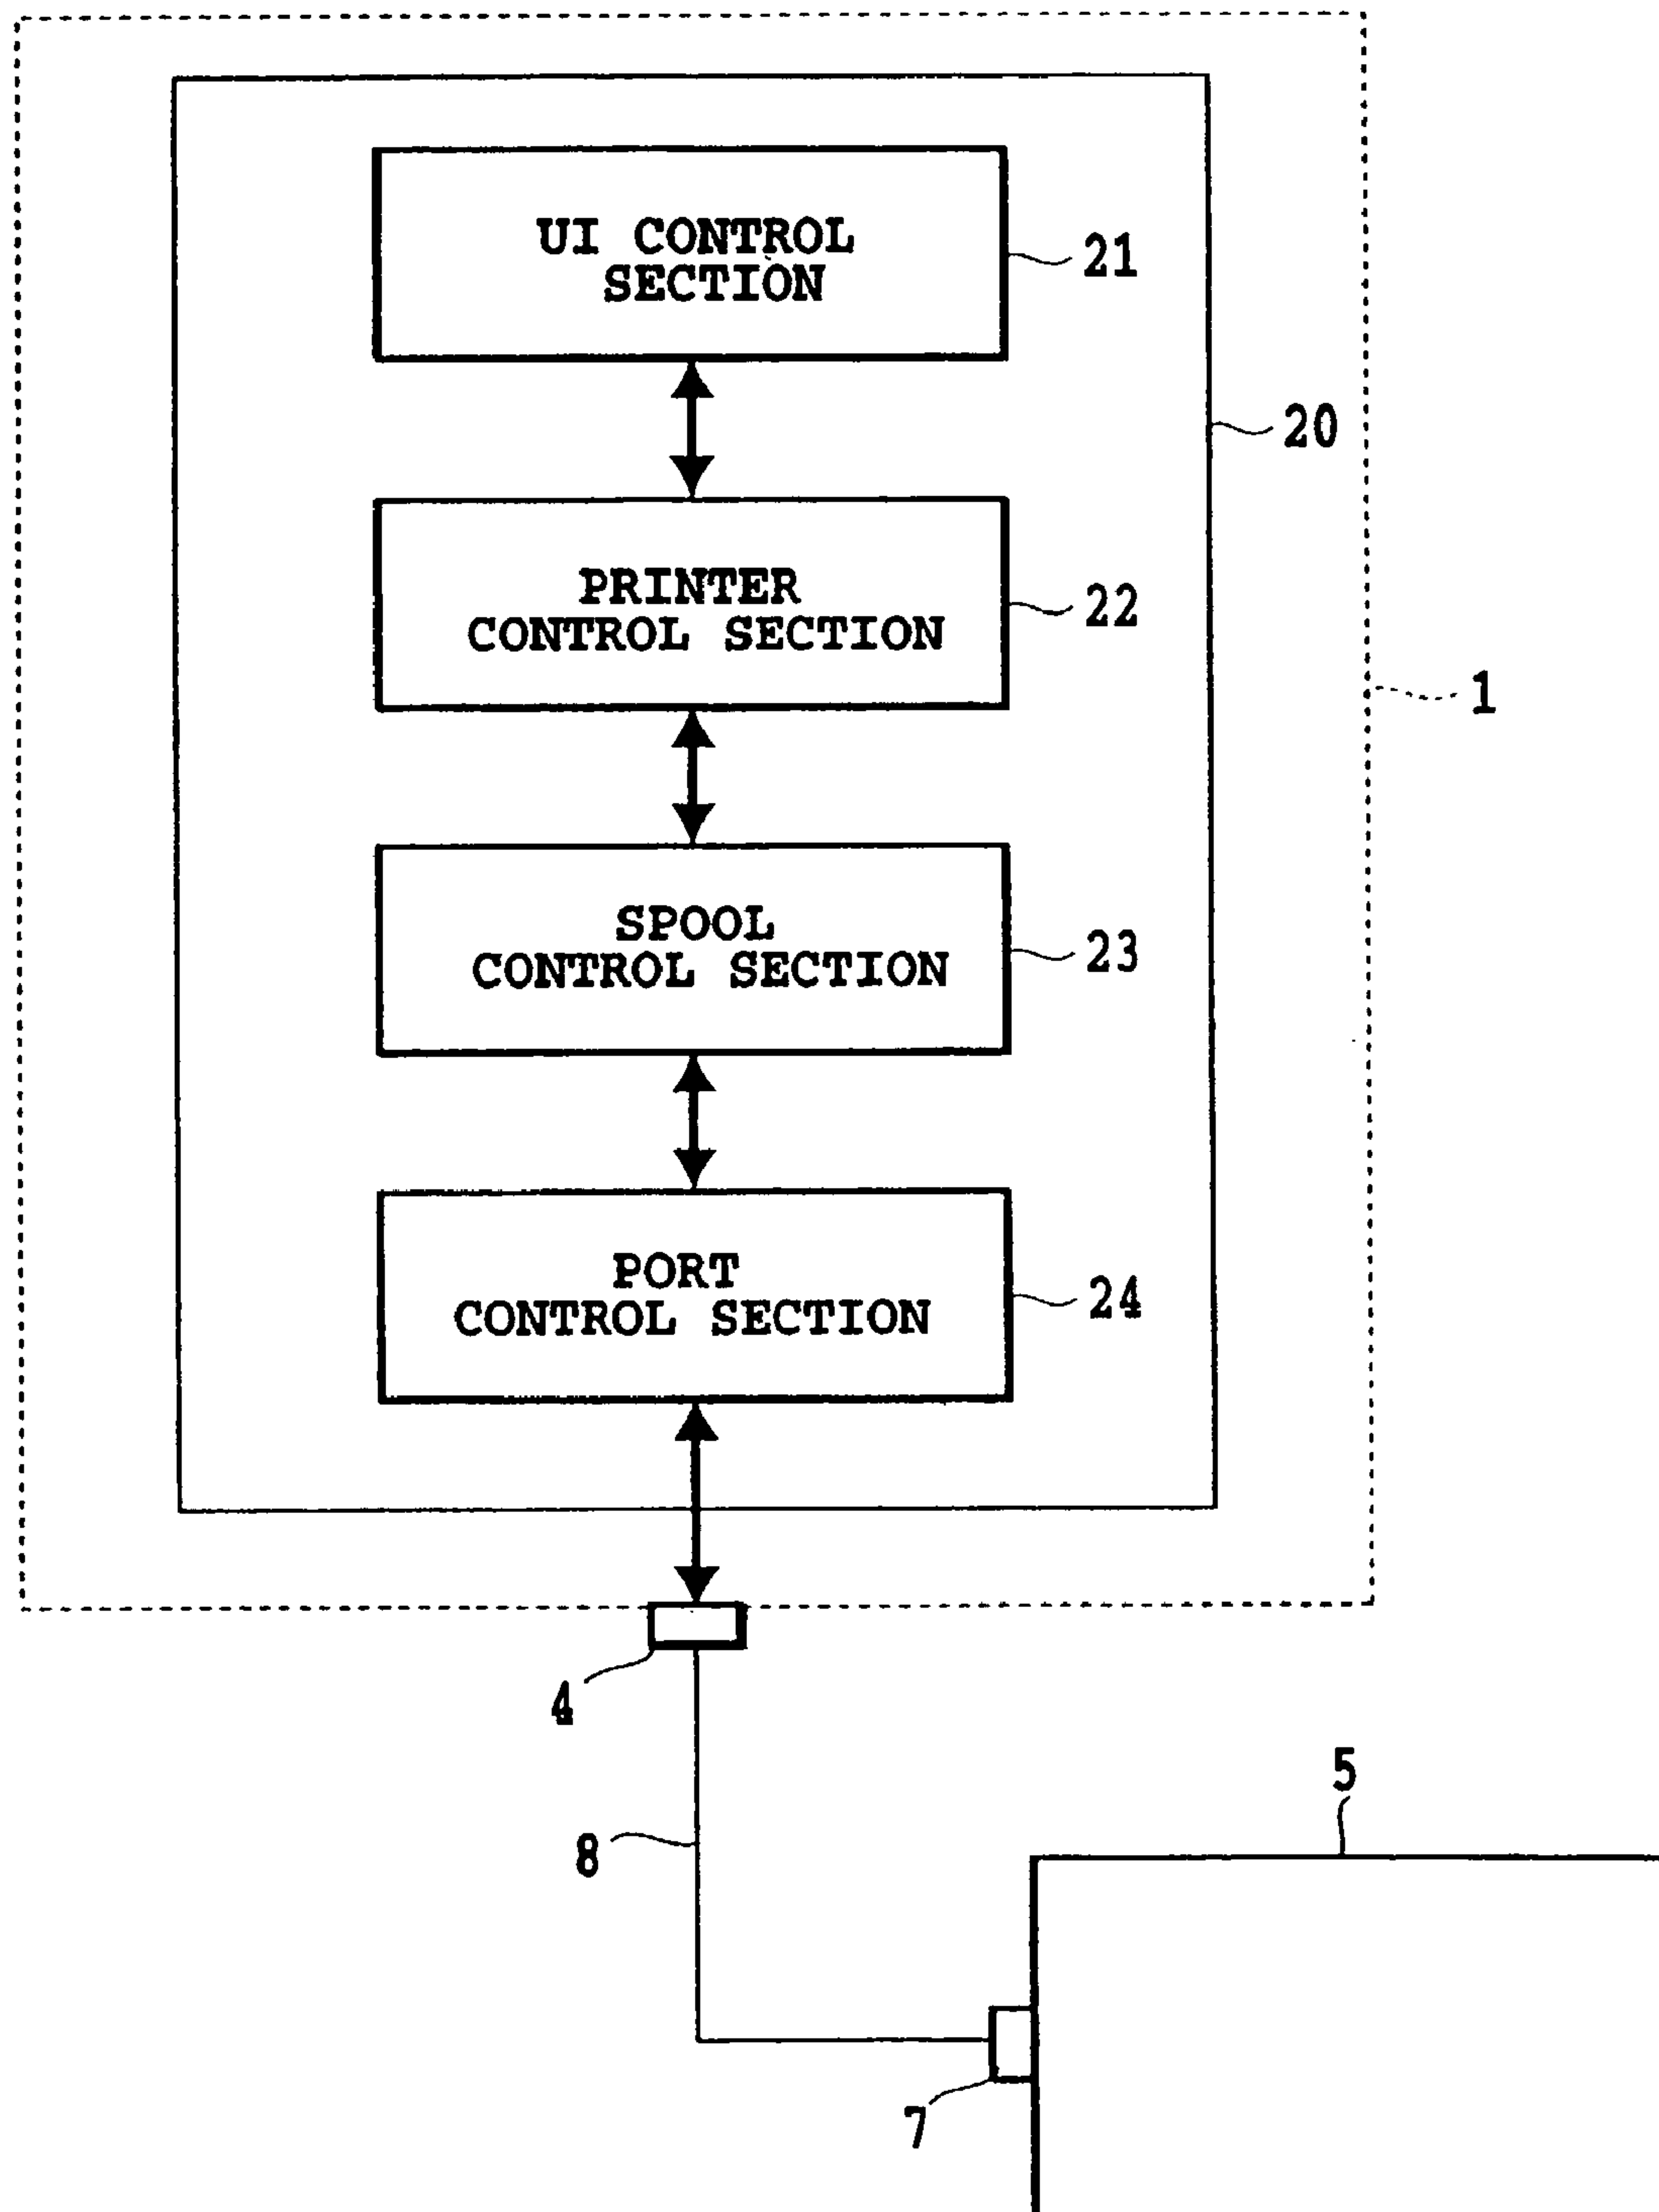 UI CONTROL
SECTION
21
20
PRINTER
CONTROL SECTION
22
1
SPOOL
CONTROL SECTION
23
PORT
CONTROL SECTION
24
4
5
8
7